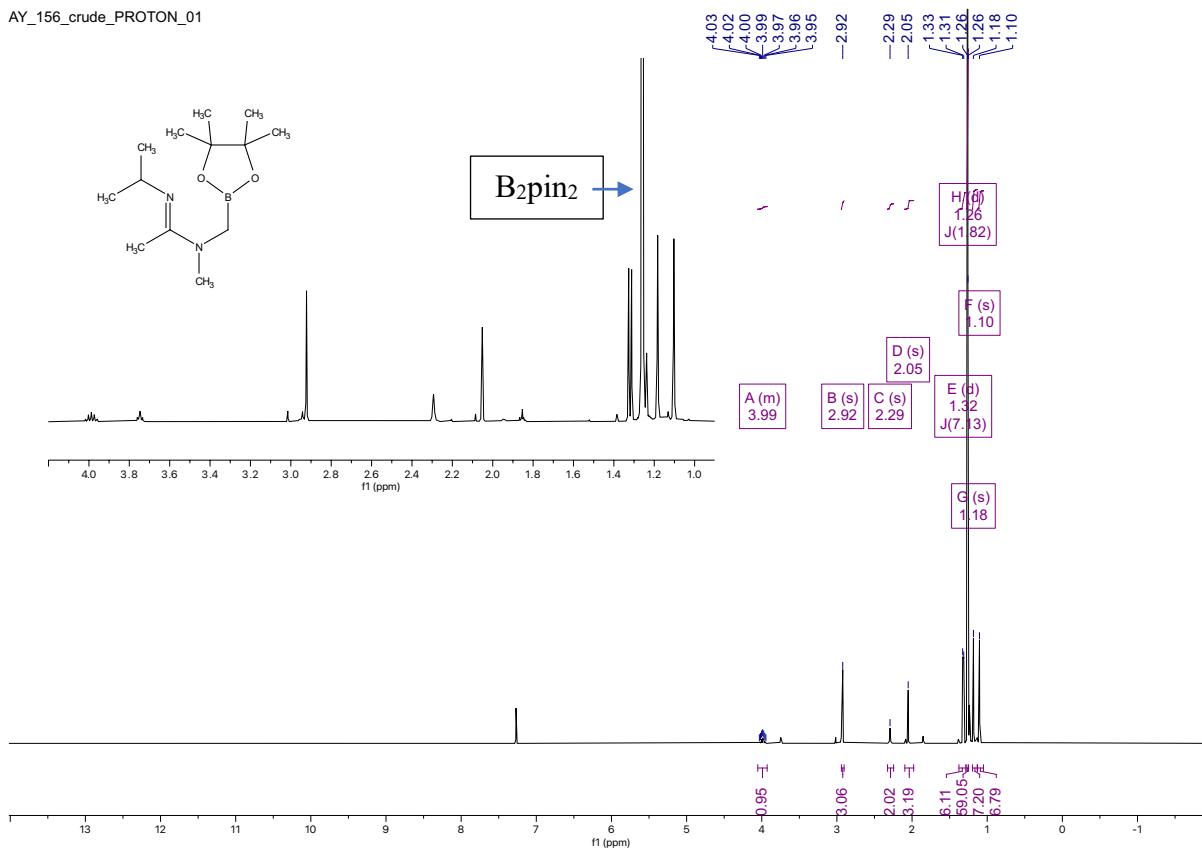 AY_156_crude_PROTON_01
4.03
4.02
4.00
3.99
3.97
3.96
3.95
2.92
2.29
2.05
1.33
1.31
1.26
1.26
1.18
1.10
H₃C
CH₃
H₃C
CH₃
CH₃
O
O
H₃C
N
B
H₃C
N
CH₃
B₂pin₂
4.0 3.8 3.6 3.4 3.2 3.0 2.8 2.6 2.4 2.2 2.0 1.8 1.6 1.4 1.2 1.0
f1 (ppm)
H (d)
1.26
J(1.82)
F (s)
1.10
D (s)
2.05
A (m)
3.99
B (s)
2.92
C (s)
2.29
E (d)
1.32
J(7.13)
G (s)
1.18
0.95
3.06
2.02
3.19
6.11
59.05
7.20
6.79
13 12 11 10 9 8 7 6 5 4 3 2 1 0 -1
f1 (ppm)